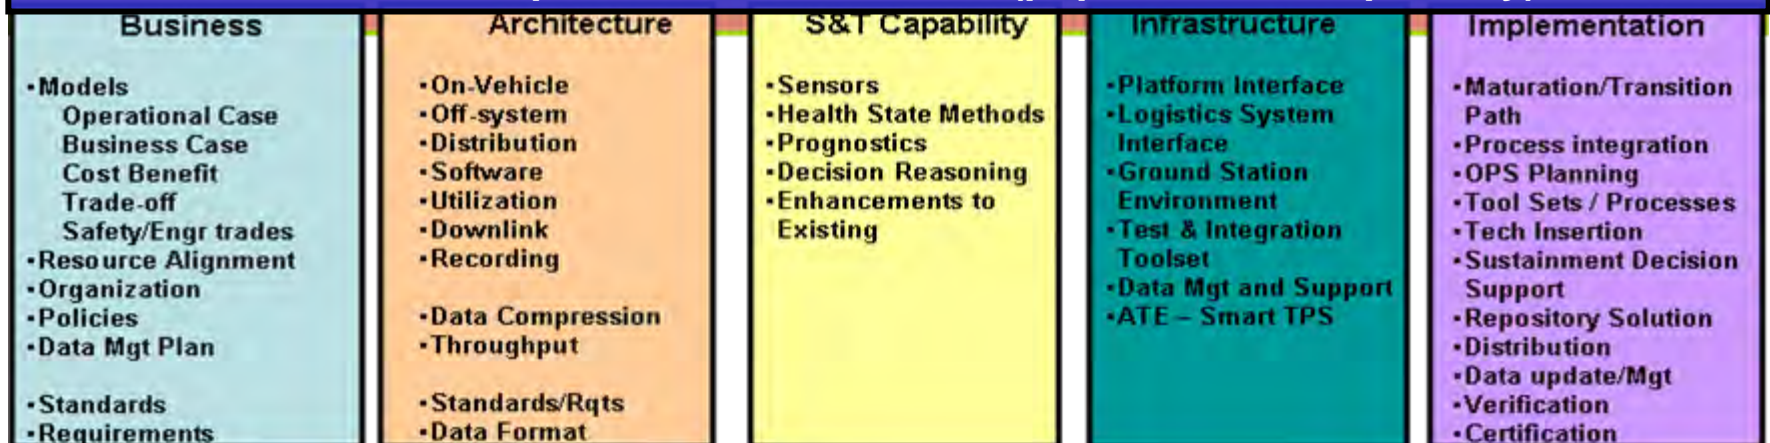 Business
•Models
Operational Case
Business Case
Cost Benefit
Trade-off
Safety/Engr trades
•Resource Alignment
•Organization
•Policies
•Data Mgt Plan
•Standards
•Requirements
Architecture
•On-Vehicle
•Off-system
•Distribution
•Software
•Utilization
•Downlink
•Recording
•Data Compression
•Throughput
•Standards/Rqts
•Data Format
S&T Capability
•Sensors
•Health State Methods
•Prognostics
•Decision Reasoning
•Enhancements to
Existing
Infrastructure
•Platform Interface
•Logistics System
Interface
•Ground Station
Environment
•Test & Integration
Toolset
•Data Mgt and Support
•ATE – Smart TPS
Implementation
•Maturation/Transition
Path
•Process integration
•OPS Planning
•Tool Sets / Processes
•Tech Insertion
•Sustainment Decision
Support
•Repository Solution
•Distribution
•Data update/Mgt
•Verification
•Certification